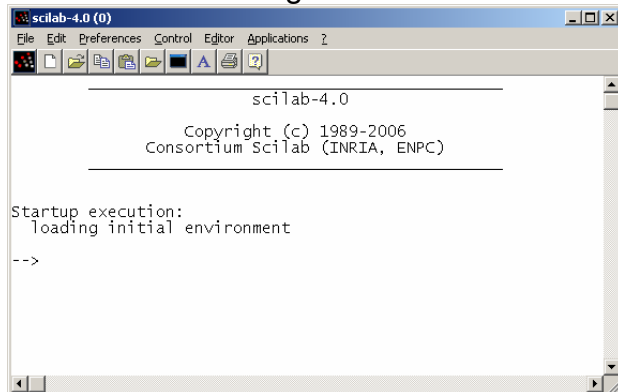 scilab-4.0 (0)
File Edit Preferences Control Editor Applications ?
scilab-4.0
Copyright (c) 1989-2006
Consortium Scilab (INRIA, ENPC)
Startup execution:
loading initial environment
-->